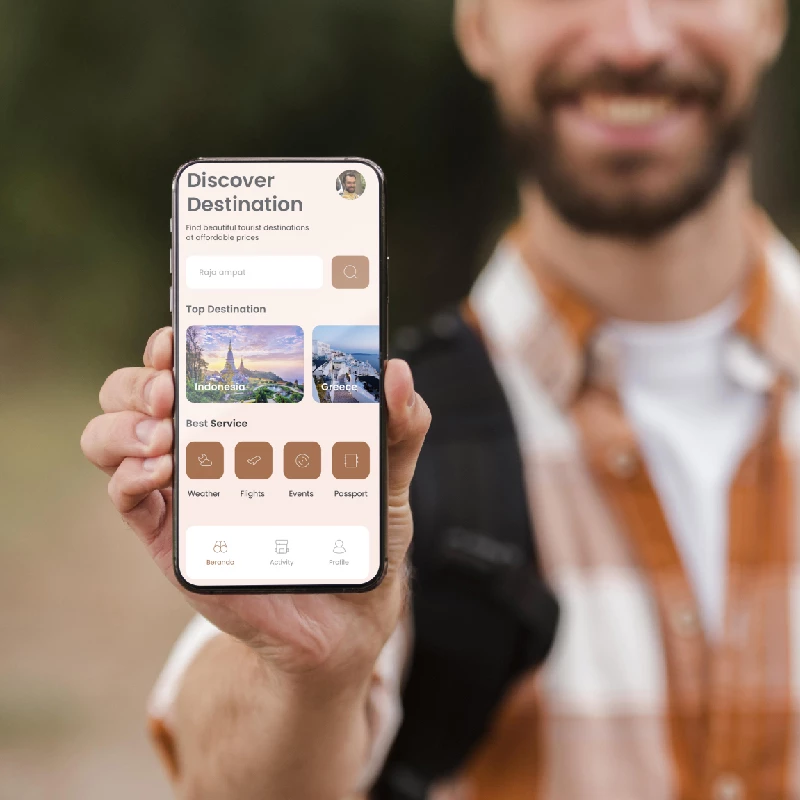 Discover
Destination
Find beautiful tourist destinations
at affordable prices
Raja ampat
Top Destination
Indonesia
Greece
Best Service
Weather
Flights
Events
Passport
Beranda
Activity
Profile